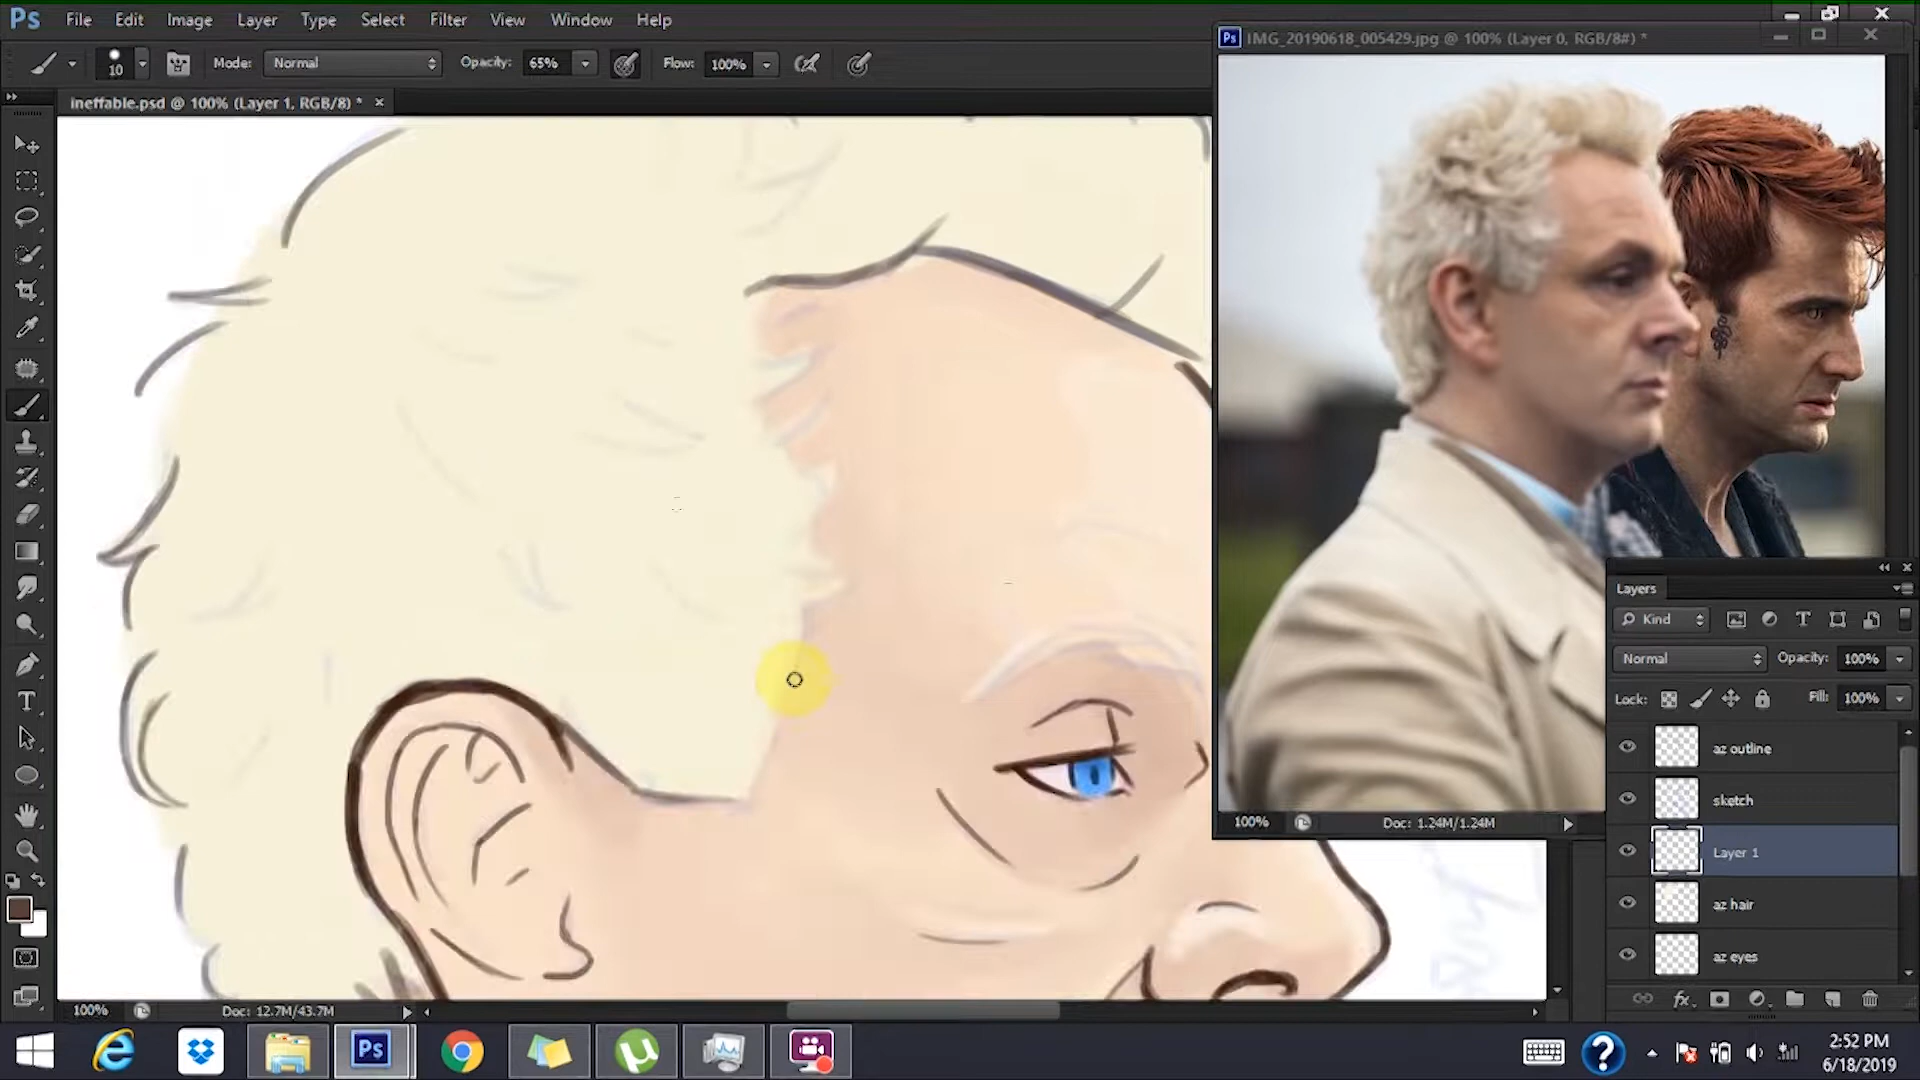 Ps File Edit Image Layer Type Select Filter View Window Help
10 Mode: Normal Opacity: 65% Flow: 100%
Ps IMG_20190618_005429.jpg @ 100% (Layer 0, RGB/8#) *
ineffable.psd @ 100% (Layer 1, RGB/8) * ×
Layers
Kind
Normal Opacity: 100%
Lock: Fill: 100%
az outline
sketch
Layer 1
az hair
az eyes
100% Doc: 1.24M/1.24M
100% Doc: 12.7M/43.7M
Ps
2:52 PM
6/18/2019